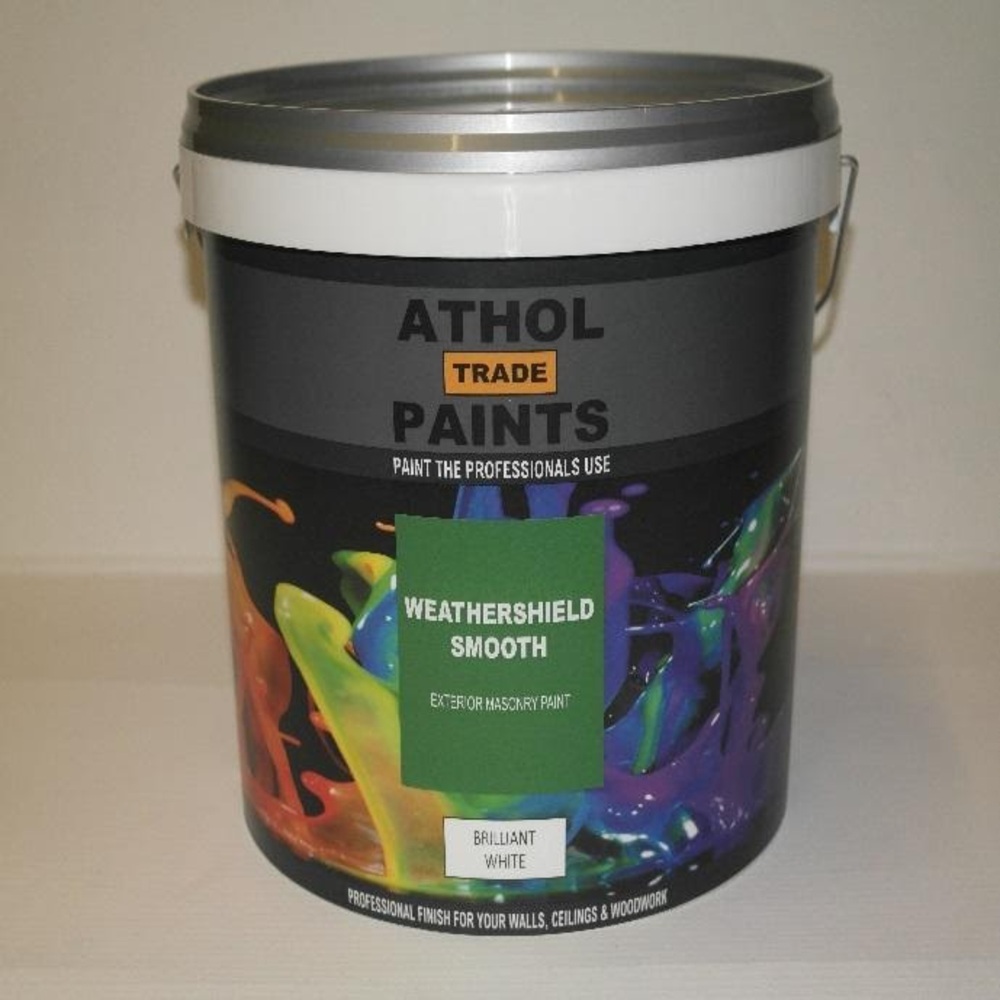 ATHOL
TRADE
PAINTS
PAINT THE PROFESSIONALS USE
WEATHERSHIELD
SMOOTH
EXTERIOR MASONRY PAINT
BRILLIANT
WHITE
PROFESSIONAL FINISH FOR YOUR WALLS, CEILINGS & WOODWORK